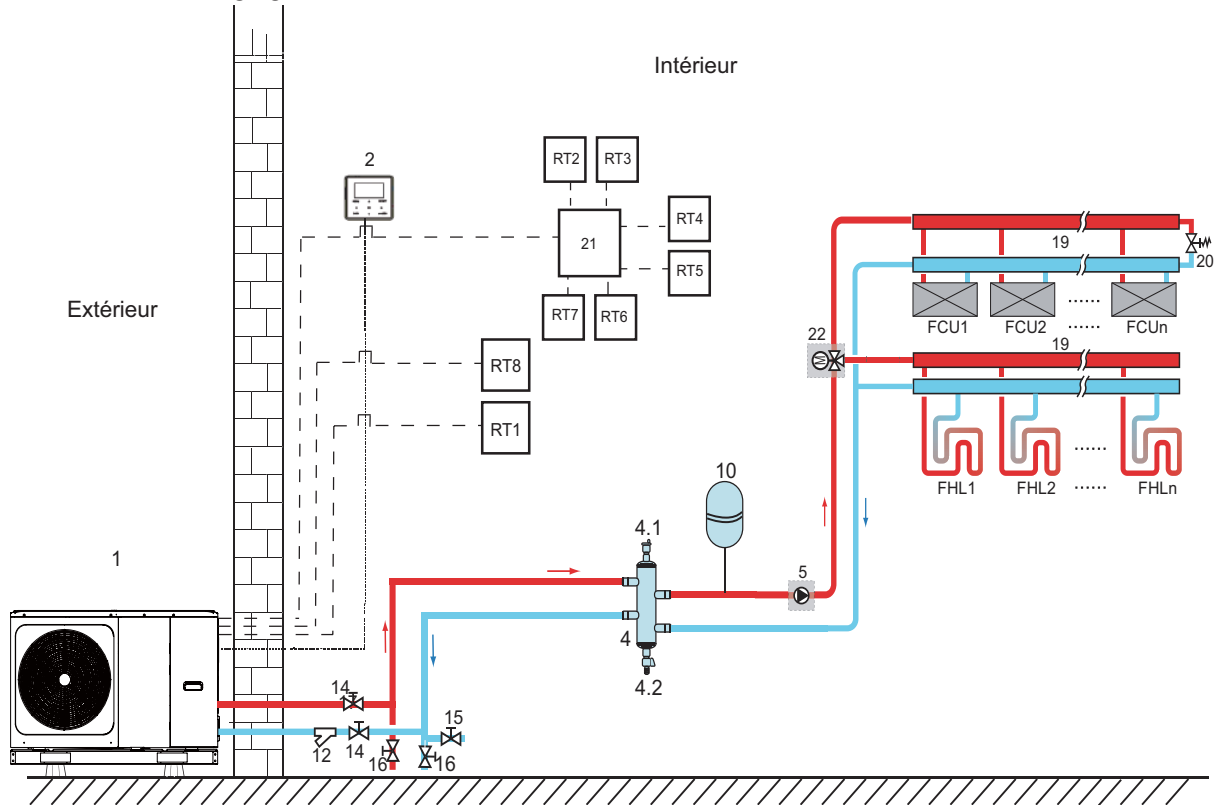 Intérieur
Extérieur
2
RT2
RT3
RT4
21
RT5
RT7
RT6
RT8
RT1
19
20
FCU1
FCU2
......
......
FCUn
22
M
19
FHL1
FHL2
......
......
FHLn
10
4.1
5
4
4.2
1
14
12
14
15
16
16